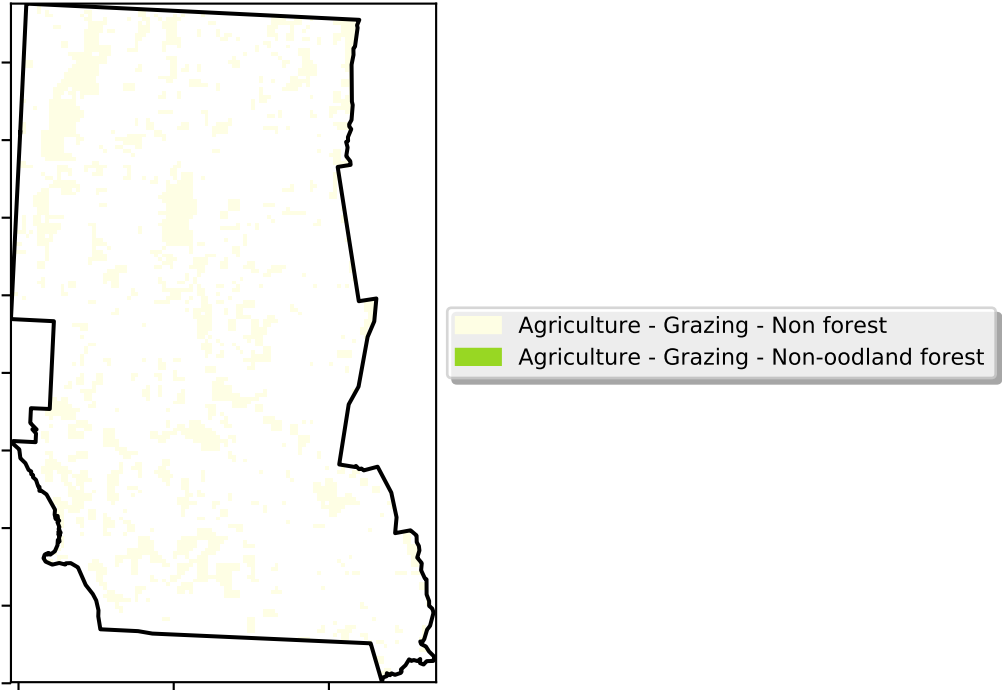 Agriculture - Grazing - Non forest
Agriculture - Grazing - Non-oodland forest